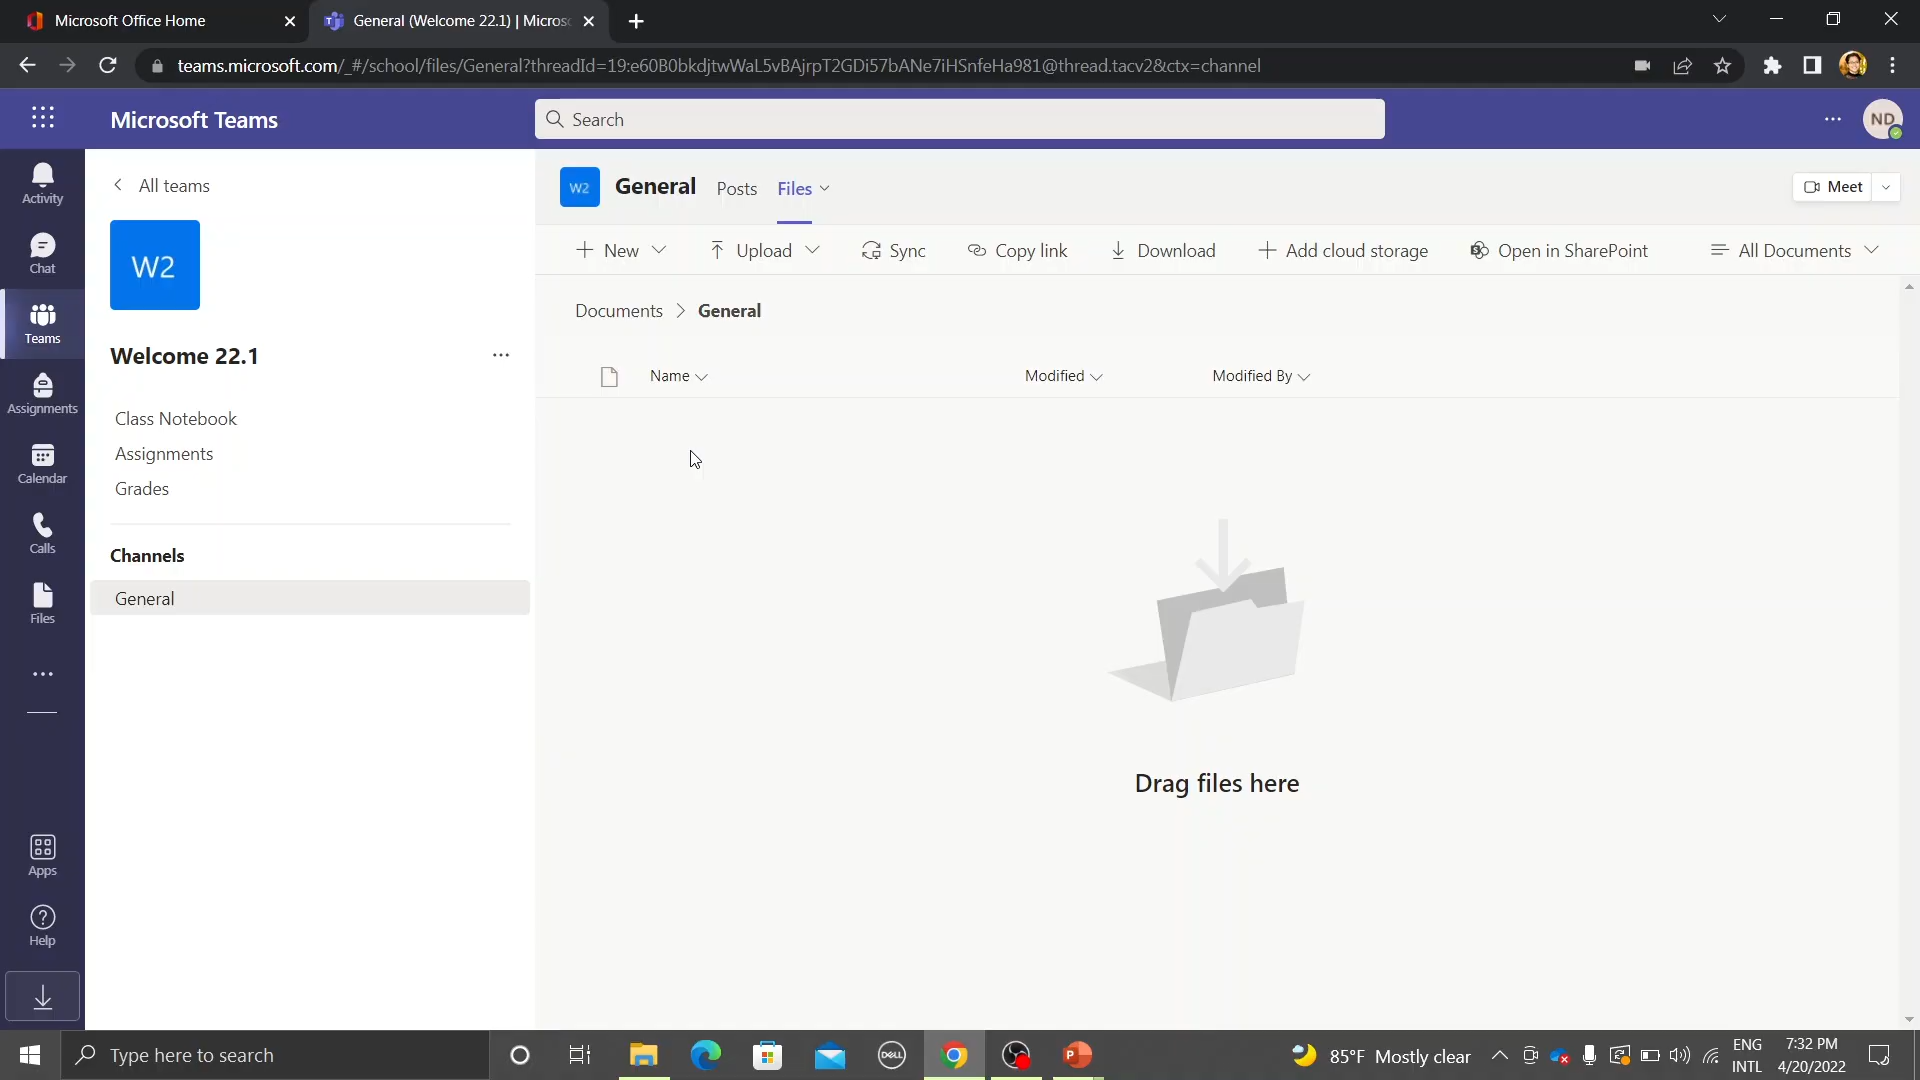 Microsoft Office Home
General (Welcome 22.1) | Micros
teams.microsoft.com/_#/school/files/General?threadId=19:e60B0bkdjtwWaL5vBAjrpT2GDi57bANe7iHSnfeHa981@thread.tacv2&ctx=channel
Microsoft Teams
Search
ND
Activity
Chat
Teams
Assignments
Calendar
Calls
Files
Apps
Help
All teams
W2
Welcome 22.1
Class Notebook
Assignments
Grades
Channels
General
W2 General Posts Files
Meet
New Upload Sync Copy link Download Add cloud storage Open in SharePoint All Documents
Documents > General
Name Modified Modified By
Drag files here
Type here to search
DELL
85°F Mostly clear
ENG
INTL
7:32 PM
4/20/2022